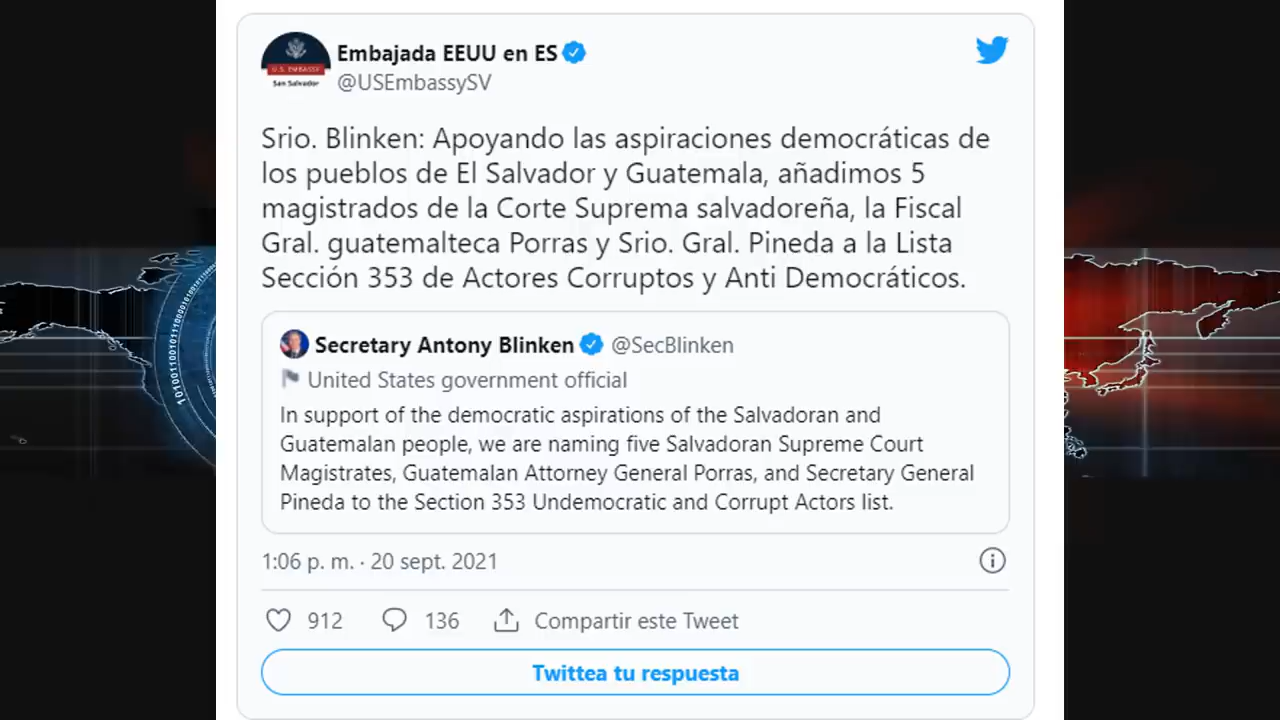 Embajada EEUU en ES
@USEmbassySV
U.S. EMBASSY
San Salvador
Srio. Blinken: Apoyando las aspiraciones democráticas de
los pueblos de El Salvador y Guatemala, añadimos 5
magistrados de la Corte Suprema salvadoreña, la Fiscal
Gral. guatemalteca Porras y Srio. Gral. Pineda a la Lista
Sección 353 de Actores Corruptos y Anti Democráticos.
Secretary Antony Blinken @SecBlinken
United States government official
In support of the democratic aspirations of the Salvadoran and
Guatemalan people, we are naming five Salvadoran Supreme Court
Magistrates, Guatemalan Attorney General Porras, and Secretary General
Pineda to the Section 353 Undemocratic and Corrupt Actors list.
1:06 p. m. · 20 sept. 2021
912 136 Compartir este Tweet
Twittea tu respuesta